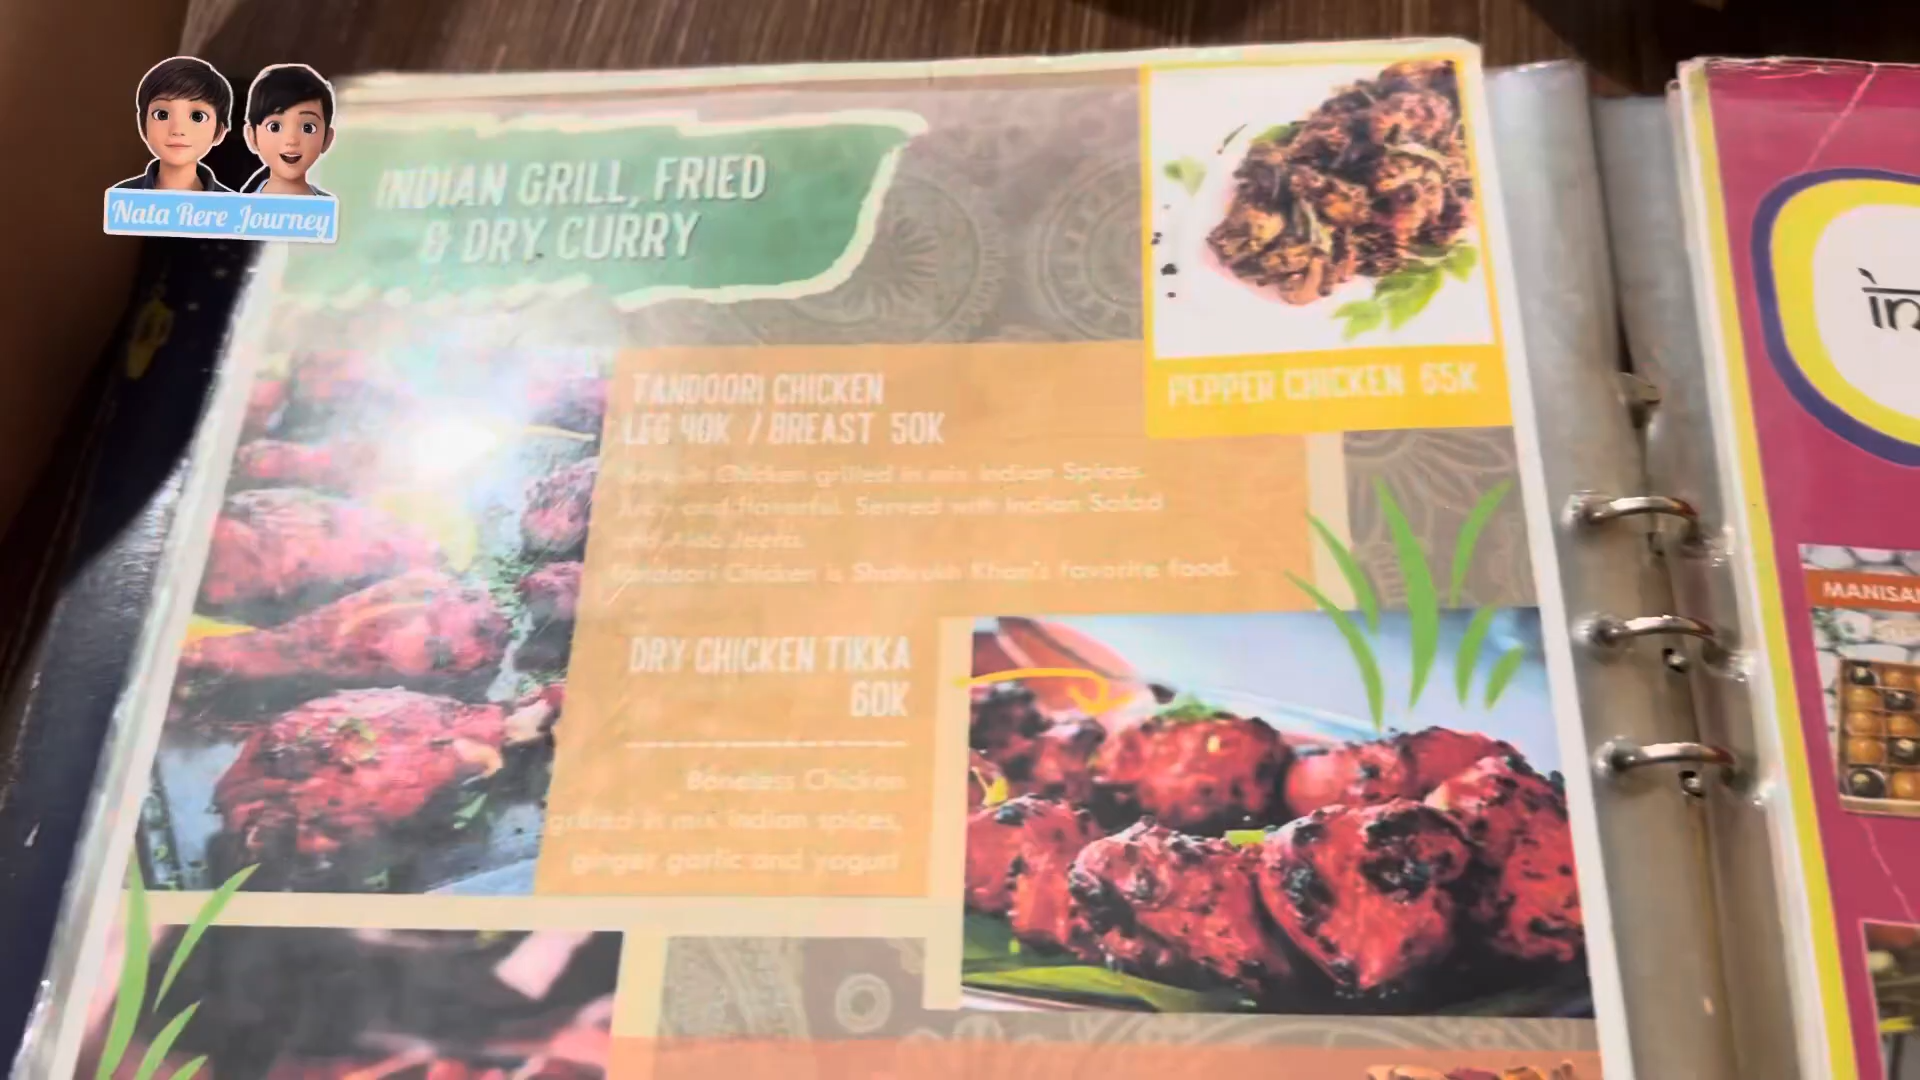 Nata Rere Journey
INDIAN GRILL, FRIED
& DRY CURRY
PEPPER CHICKEN 65K
TANDOORI CHICKEN
LEG 40K / BREAST 50K
Chicken grilled in mix Indian Spices.
Juicy and flavorful. Served with Indian Salad
and Jeera.
Tandoori Chicken is Shahrukh Khan's favorite food.
DRY CHICKEN TIKKA
60K
Boneless Chicken
grilled in mix indian spices,
ginger garlic and yogurt